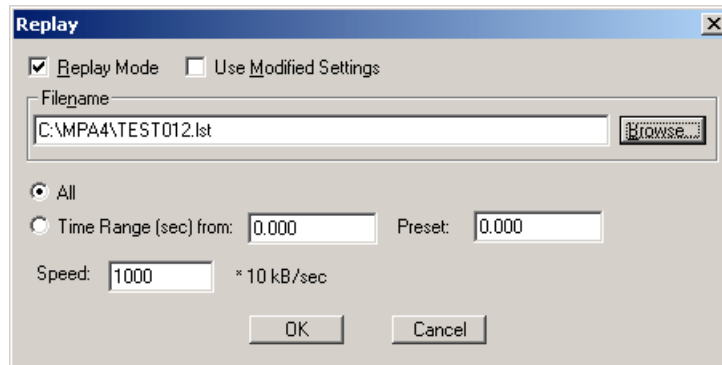 Replay
Replay Mode Use Modified Settings
Filename
C:\MPA4\TEST012.lst Browse...
All
Time Range (sec) from: 0.000 Preset: 0.000
Speed: 1000 * 10 kB/sec
OK Cancel